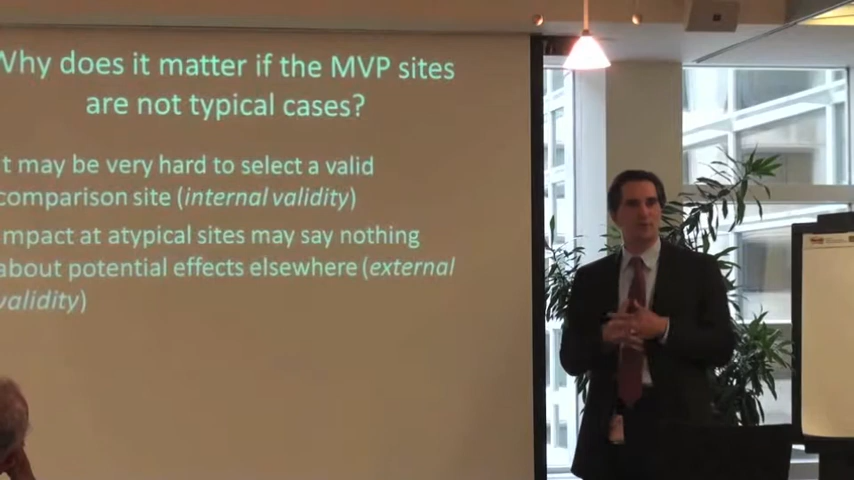 Why does it matter if the MVP sites
are not typical cases?
t may be very hard to select a valid
comparison site (internal validity)
mpact at atypical sites may say nothing
about potential effects elsewhere (external
validity)